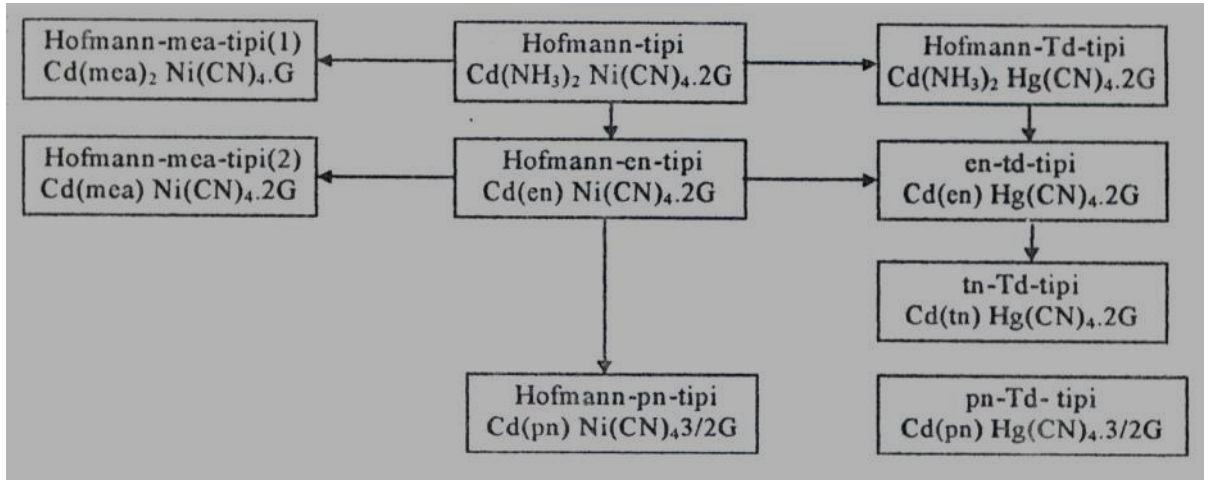 Hofmann-mea-tipi(1)
Cd(mea)₂ Ni(CN)₄.G
Hofmann-tipi
Cd(NH₃)₂ Ni(CN)₄.2G
Hofmann-Td-tipi
Cd(NH₃)₂ Hg(CN)₄.2G
Hofmann-mea-tipi(2)
Cd(mea) Ni(CN)₄.2G
Hofmann-en-tipi
Cd(en) Ni(CN)₄.2G
en-td-tipi
Cd(en) Hg(CN)₄.2G
tn-Td-tipi
Cd(tn) Hg(CN)₄.2G
Hofmann-pn-tipi
Cd(pn) Ni(CN)₄3/2G
pn-Td- tipi
Cd(pn) Hg(CN)₄.3/2G